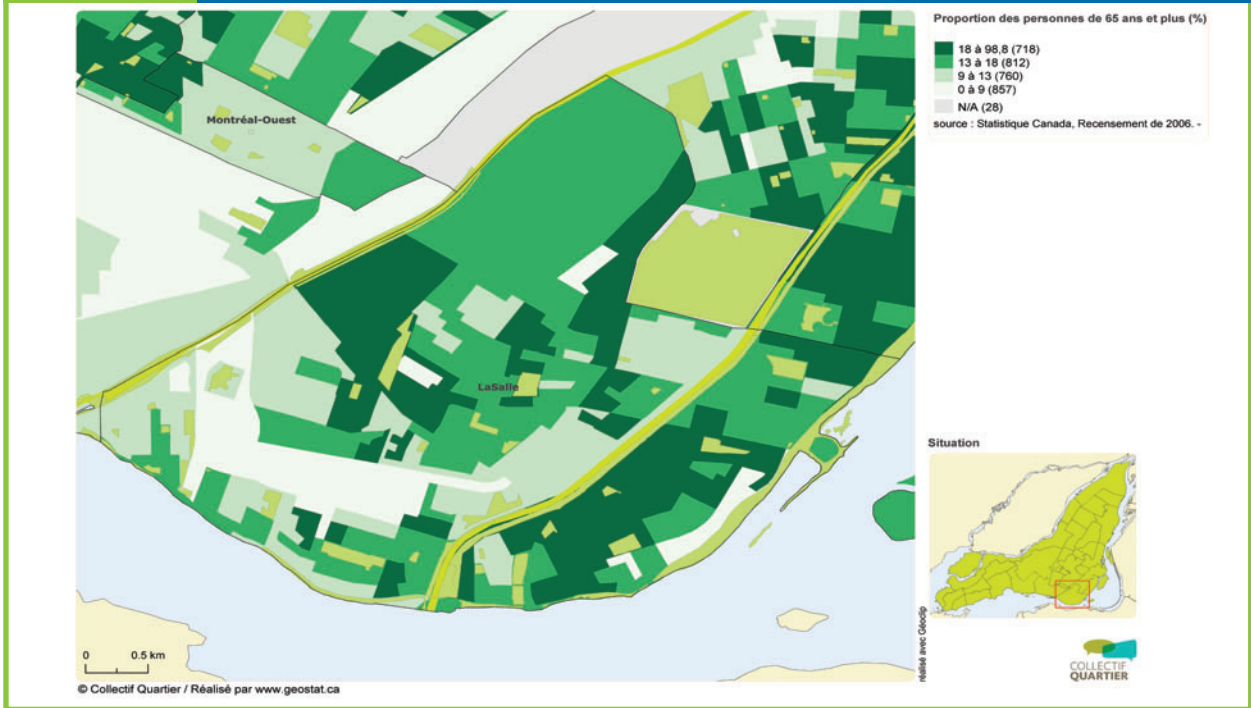 Proportion des personnes de 65 ans et plus (%)
18 à 98,8 (718)
13 à 18 (812)
9 à 13 (760)
0 à 9 (857)
N/A (28)
source : Statistique Canada, Recensement de 2006. -
Montréal-Ouest
LaSalle
Situation
0 0.5 km
réalisé avec Géoclip
COLLECTIF
QUARTIER
© Collectif Quartier / Réalisé par www.geostat.ca